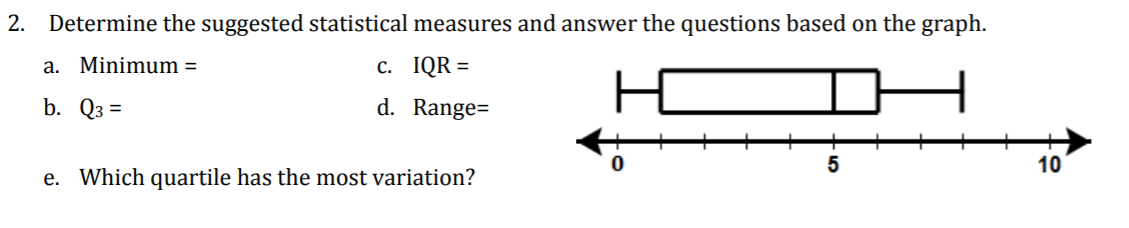 2. Determine the suggested statistical measures and answer the questions based on the graph.
a. Minimum = c. IQR =
b. Q3 = d. Range=
0 5 10
e. Which quartile has the most variation?